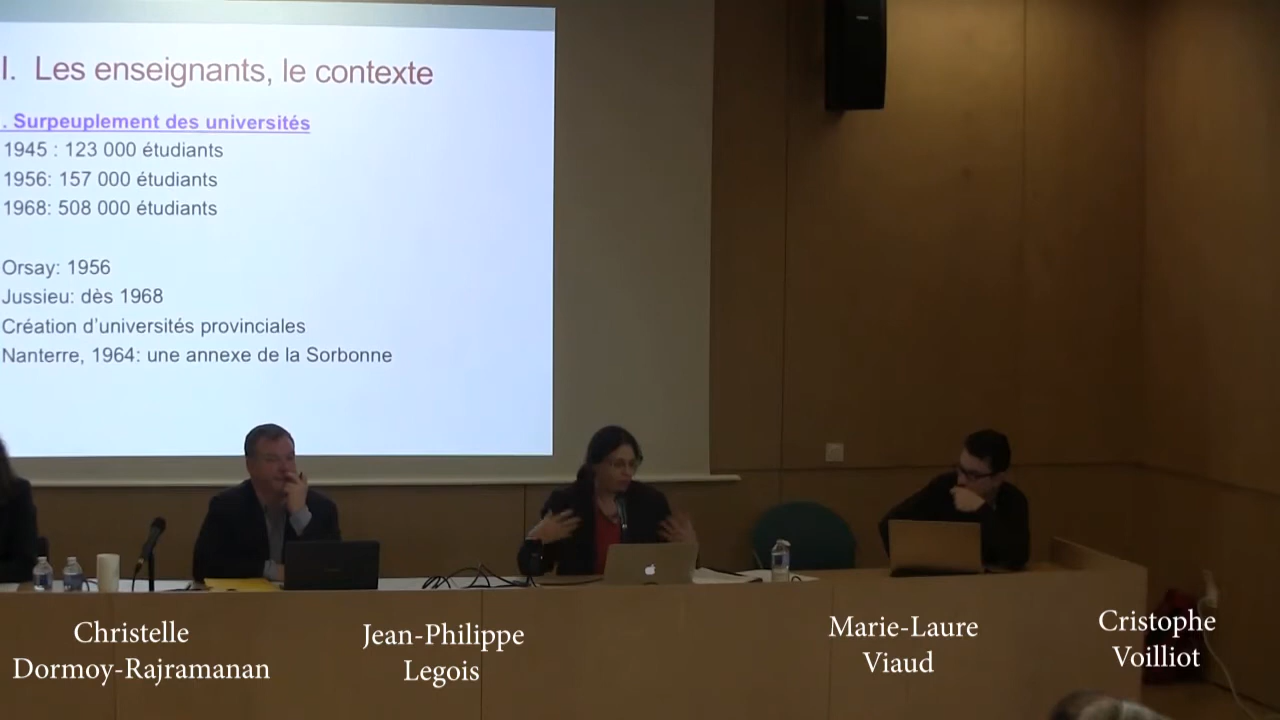 I. Les enseignants, le contexte
. Surpeuplement des universités
1945 : 123 000 étudiants
1956: 157 000 étudiants
1968: 508 000 étudiants
Orsay: 1956
Jussieu: dès 1968
Création d'universités provinciales
Nanterre, 1964: une annexe de la Sorbonne
Christelle
Dormoy-Rajramanan
Jean-Philippe
Legois
Marie-Laure
Viaud
Cristophe
Voilliot